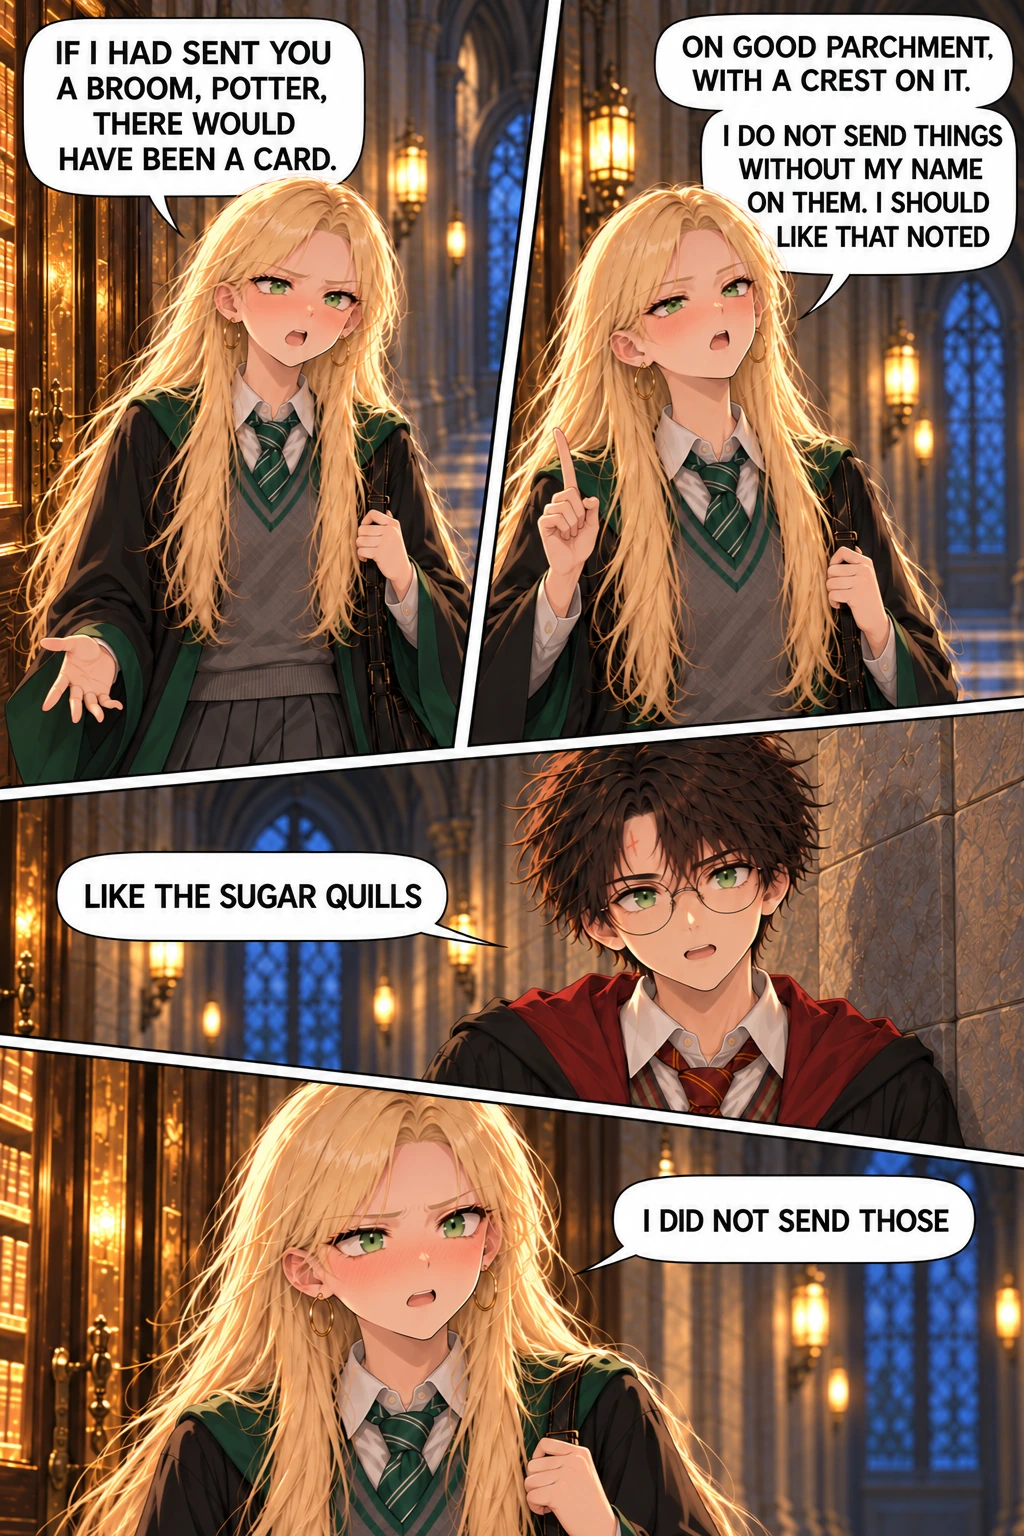 IF I HAD SENT YOU
A BROOM, POTTER,
THERE WOULD
HAVE BEEN A CARD.
ON GOOD PARCHMENT,
WITH A CREST ON IT.
I DO NOT SEND THINGS
WITHOUT MY NAME
ON THEM. I SHOULD
LIKE THAT NOTED
LIKE THE SUGAR QUILLS
I DID NOT SEND THOSE